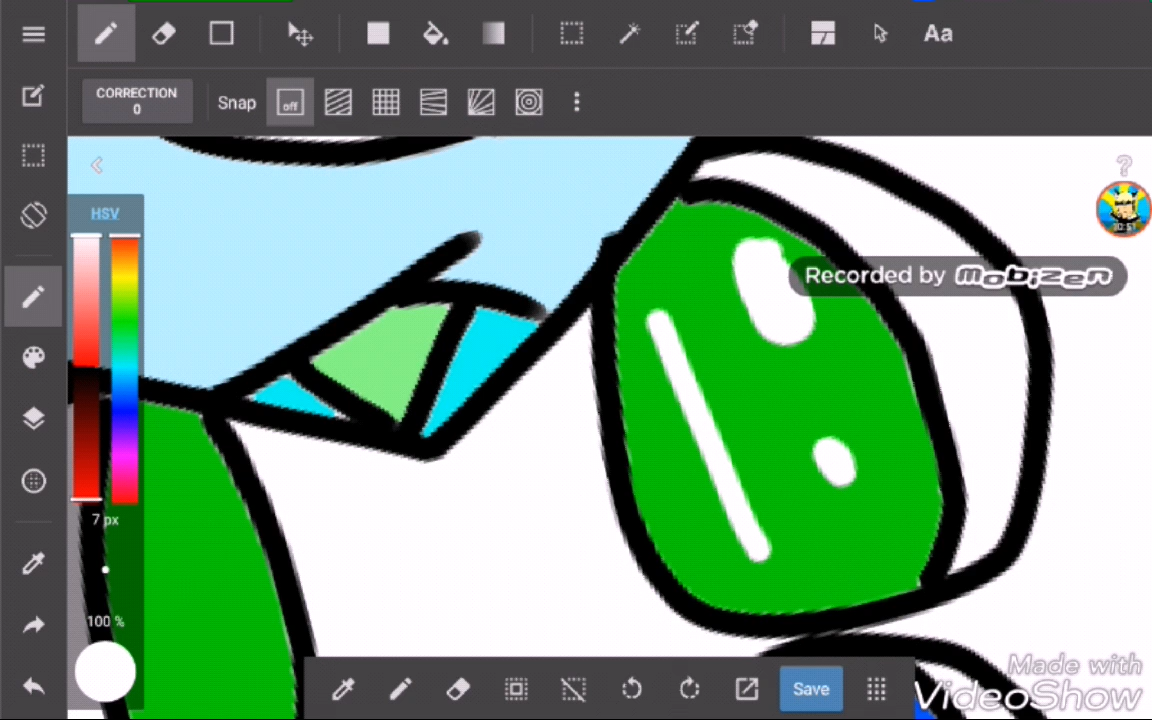 Aa
CORRECTION
0
Snap
off
?
HSV
Recorded by mobizen
7 px
100 %
Save
Made with
VideoShow